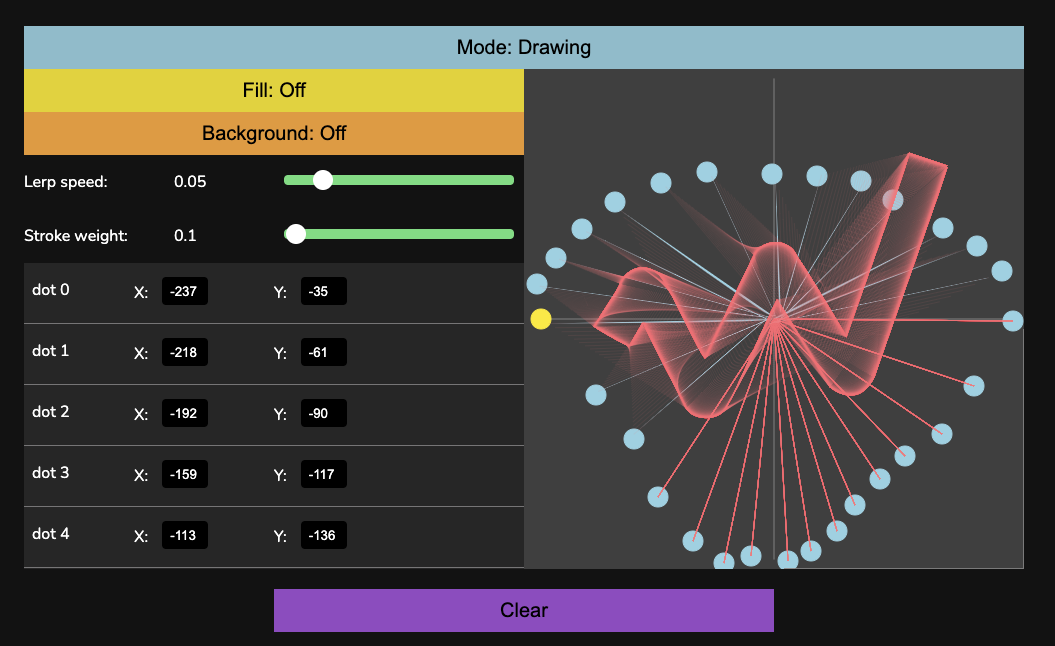 Mode: Drawing
Fill: Off
Background: Off
Lerp speed: 0.05
Stroke weight: 0.1
dot 0 X: -237 Y: -35
dot 1 X: -218 Y: -61
dot 2 X: -192 Y: -90
dot 3 X: -159 Y: -117
dot 4 X: -113 Y: -136
Clear